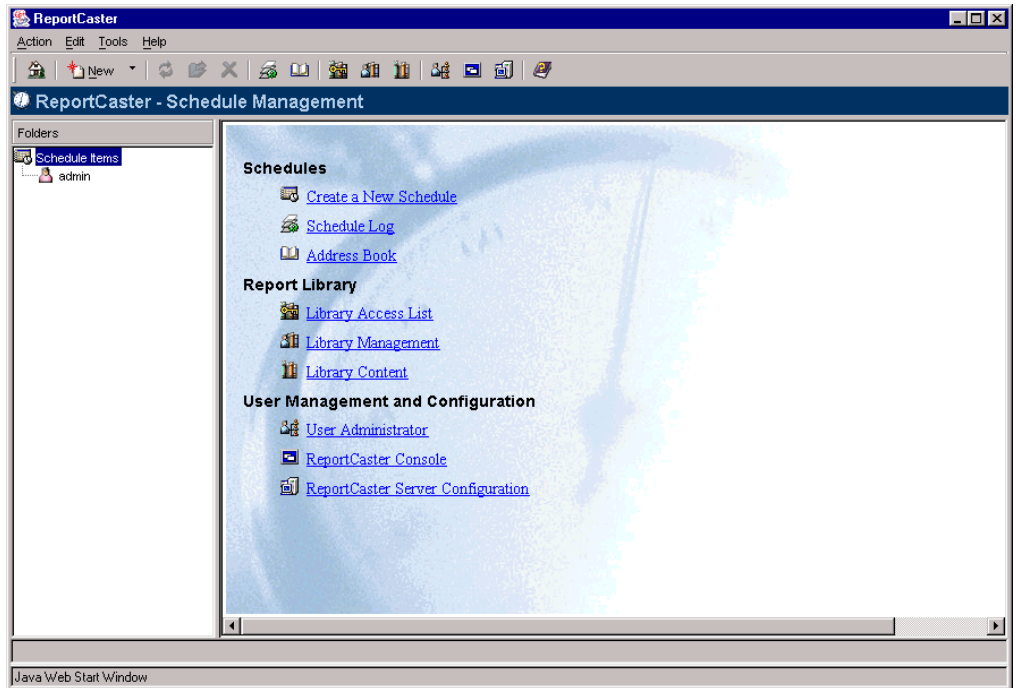 ReportCaster
Action Edit Tools Help
New
ReportCaster - Schedule Management
Folders
Schedule Items
admin
Schedules
Create a New Schedule
Schedule Log
Address Book
Report Library
Library Access List
Library Management
Library Content
User Management and Configuration
User Administrator
ReportCaster Console
ReportCaster Server Configuration
Java Web Start Window